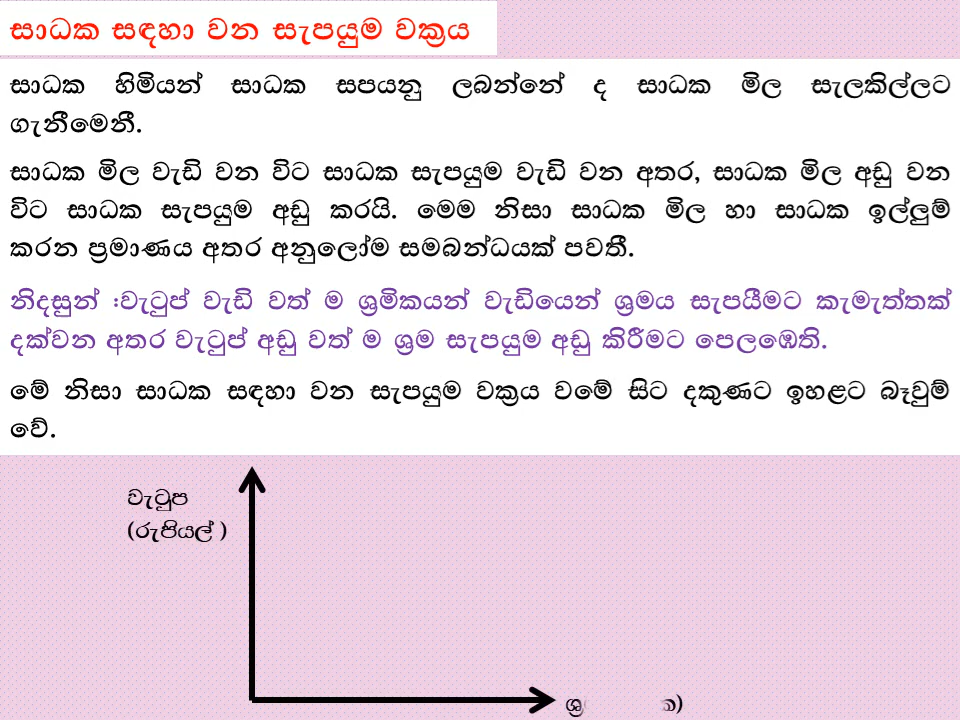 සාධක සඳහා වන සැපයුම වක්‍රය
සාධක හිමියන් සාධක සපයනු ලබන්නේ ද සාධක මිල සැලකිල්ලට
ගැනීමෙනී.
සාධක මිල වැඩි වන විට සාධක සැපයුම වැඩි වන අතර, සාධක මිල අඩු වන
විට සාධක සැපයුම අඩු කරයි. මෙම නිසා සාධක මිල හා සාධක ඉල්ලුම්
කරන ප්‍රමාණය අතර අනුලෝම සමබන්ධයක් පවතී.
නිදසුන් :වැටුප් වැඩි වත් ම ශ්‍රමිකයන් වැඩියෙන් ශ්‍රමය සැපයීමට කැමැත්තක්
දක්වන අතර වැටුප් අඩු වත් ම ශ්‍රම සැපයුම අඩු කිරීමට පෙලඹෙති.
මේ නිසා සාධක සඳහා වන සැපයුම වක්‍රය වමේ සිට දකුණට ඉහළට බෑවුම්
වේ.
වැටුප
(රුපියල් )